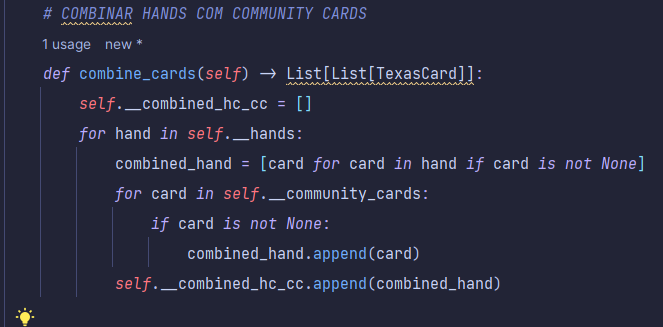 # COMBINAR HANDS COM COMMUNITY CARDS
1 usage new *
def combine_cards(self) -> List[List[TexasCard]]:
self.__combined_hc_cc = []
for hand in self.__hands:
combined_hand = [card for card in hand if card is not None]
for card in self.__community_cards:
if card is not None:
combined_hand.append(card)
self.__combined_hc_cc.append(combined_hand)